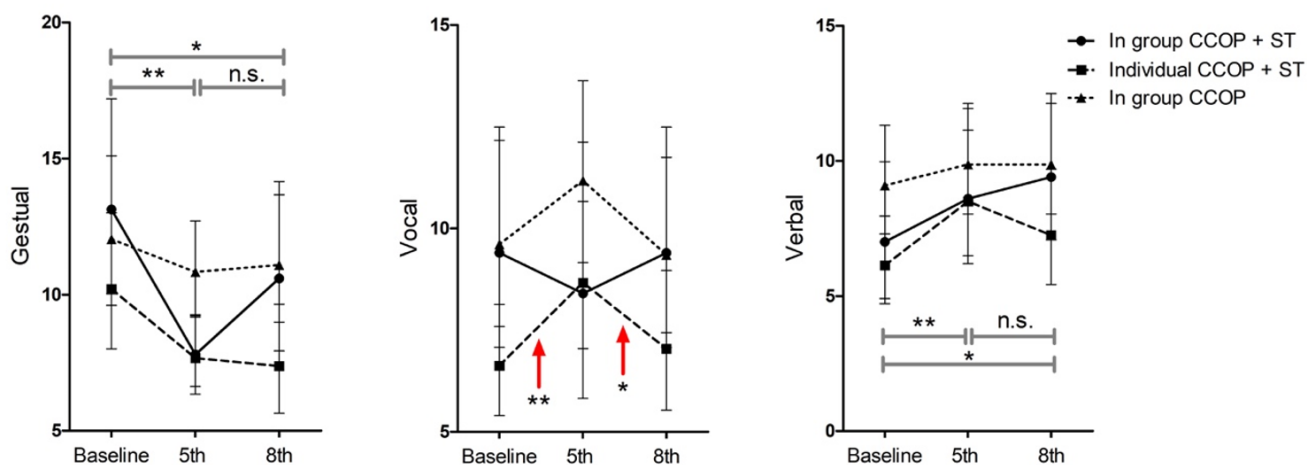 Gestual
20
15
10
5
*
**
n.s.
Baseline 5th 8th
Vocal
15
10
5
**
*
Baseline 5th 8th
Verbal
15
10
5
0
**
n.s.
*
Baseline 5th 8th
In group CCOP + ST
Individual CCOP + ST
In group CCOP